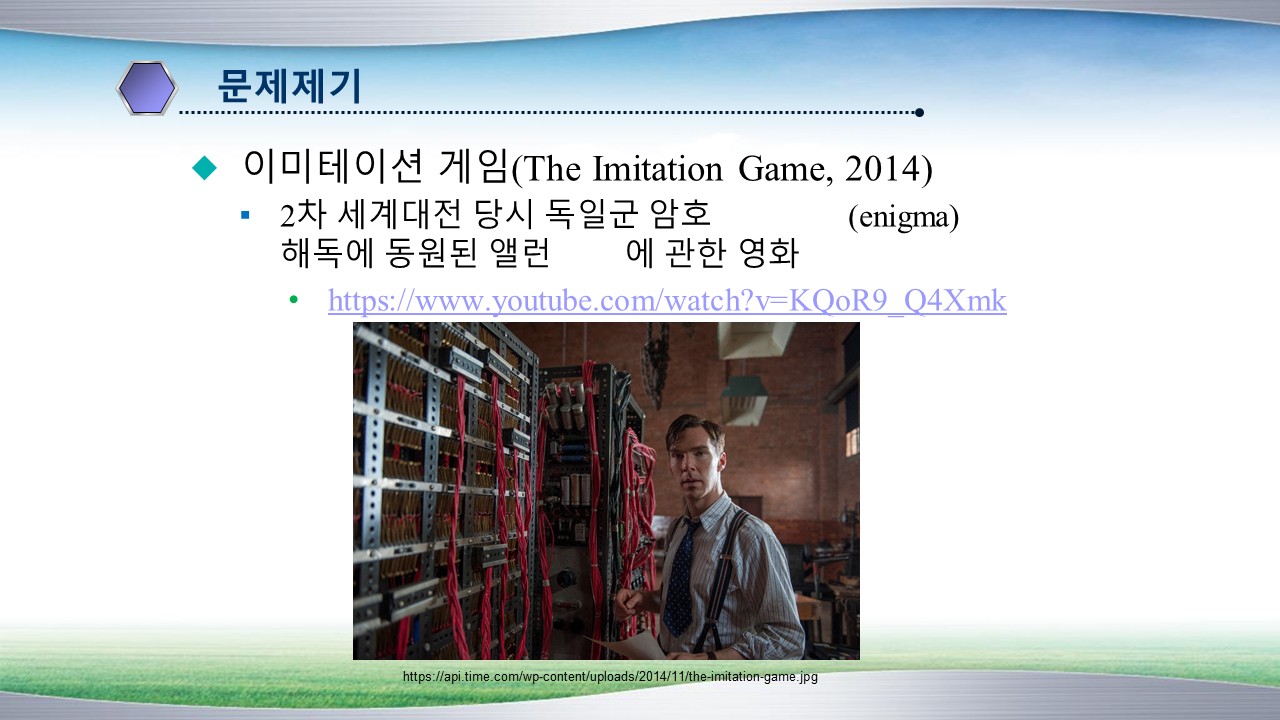 문제제기
이미테이션 게임(The Imitation Game, 2014)
2차 세계대전 당시 독일군 암호 (enigma)
해독에 동원된 앨런 에 관한 영화
https://www.youtube.com/watch?v=KQoR9_Q4Xmk
https://api.time.com/wp-content/uploads/2014/11/the-imitation-game.jpg